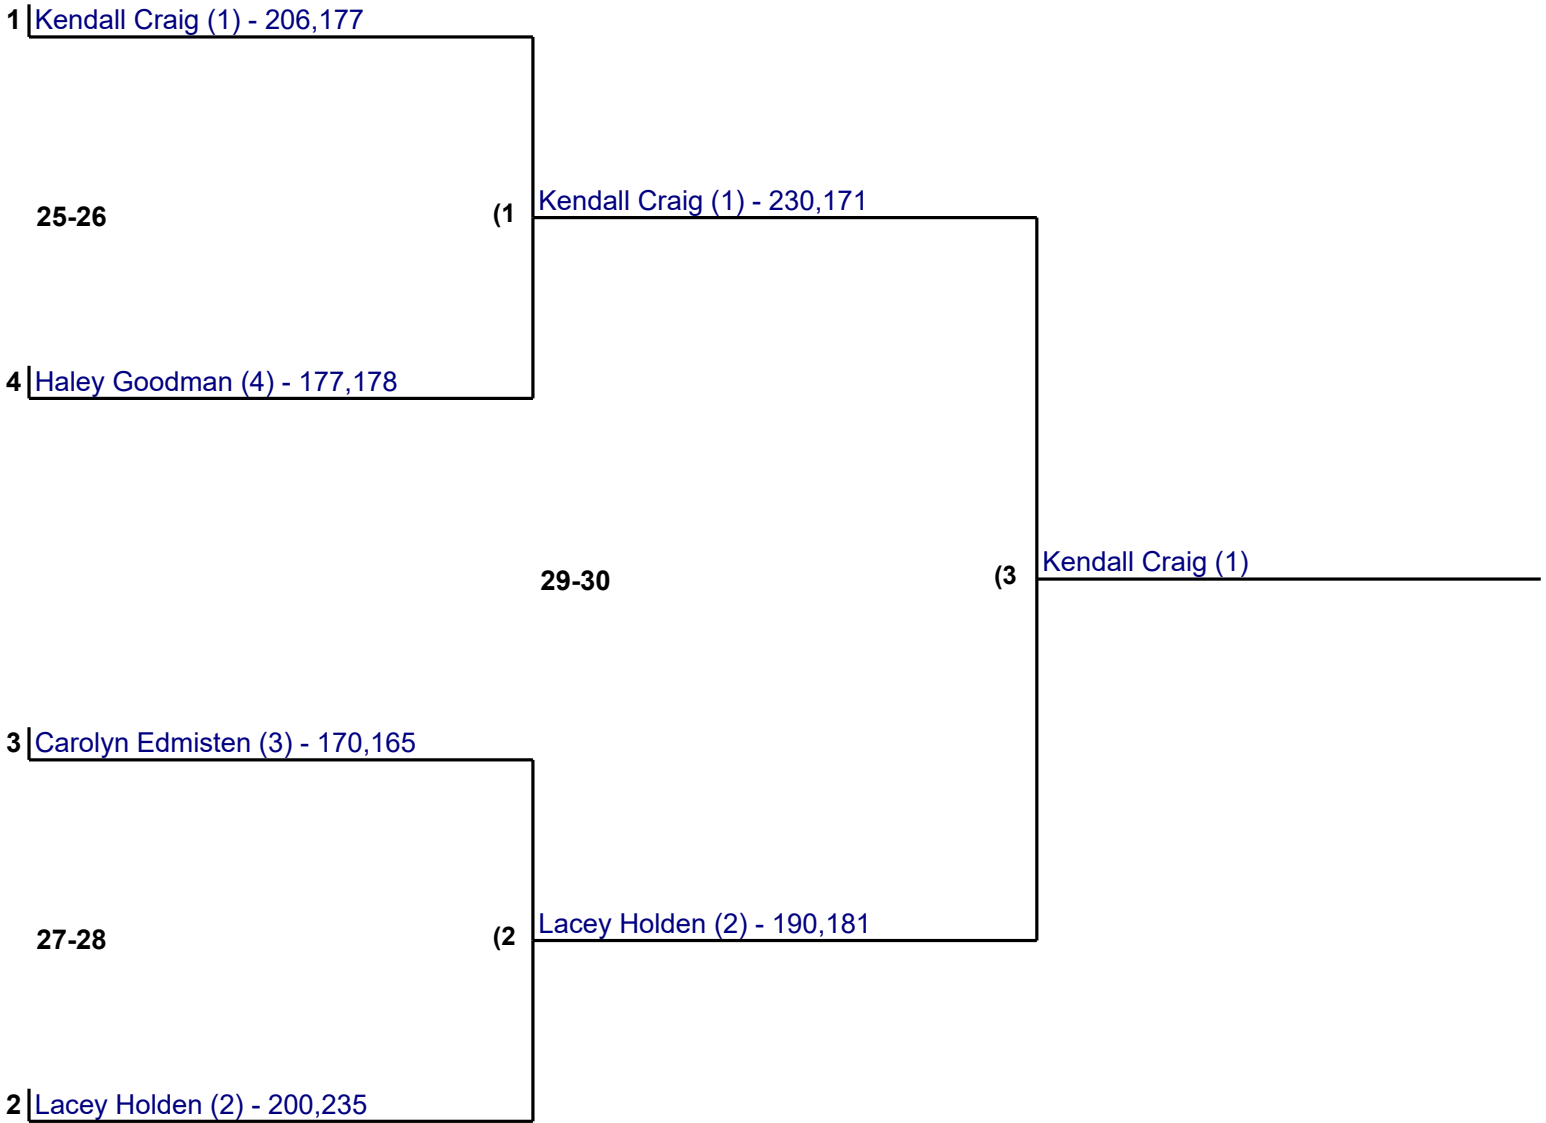 1 Kendall Craig (1) - 206,177
Kendall Craig (1) - 230,171
25-26 (1
4 Haley Goodman (4) - 177,178
Kendall Craig (1)
29-30 (3
3 Carolyn Edmisten (3) - 170,165
Lacey Holden (2) - 190,181
27-28 (2
2 Lacey Holden (2) - 200,235